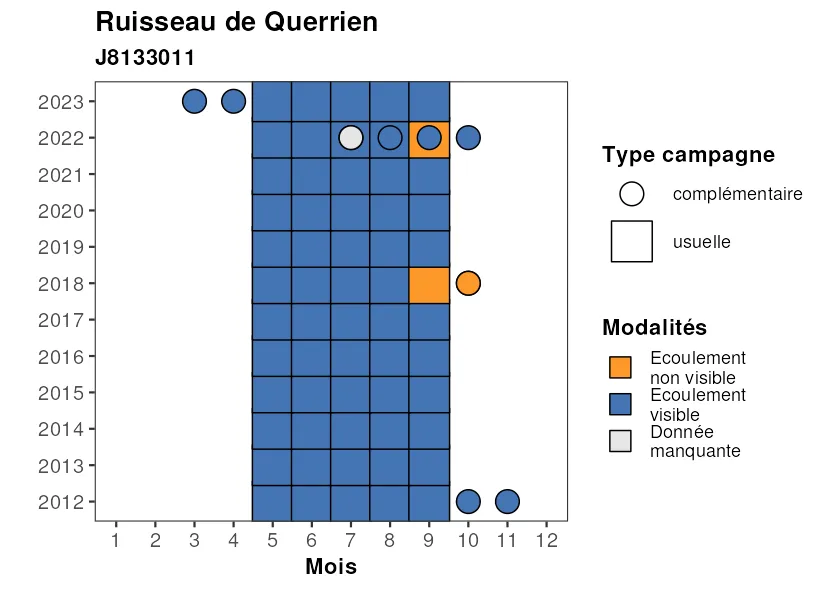 Ruisseau de Querrien
J8133011
2023
2022
2021
2020
2019
2018
2017
2016
2015
2014
2013
2012
1 2 3 4 5 6 7 8 9 10 11 12
Mois
Type campagne
complémentaire
usuelle
Modalités
Ecoulement
non visible
Ecoulement
visible
Donnée
manquante